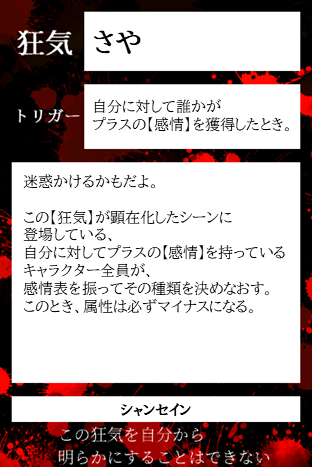 狂気
さや
トリガー
自分に対して誰かが
プラスの【感情】を獲得したとき。
迷惑かけるかもだよ。
この【狂気】が顕在化したシーンに
登場している、
自分に対してプラスの【感情】を持っている
キャラクター全員が、
感情表を振ってその種類を決めなおす。
このとき、属性は必ずマイナスになる。
シャンセイン
この狂気を自分から
明らかにすることはできない